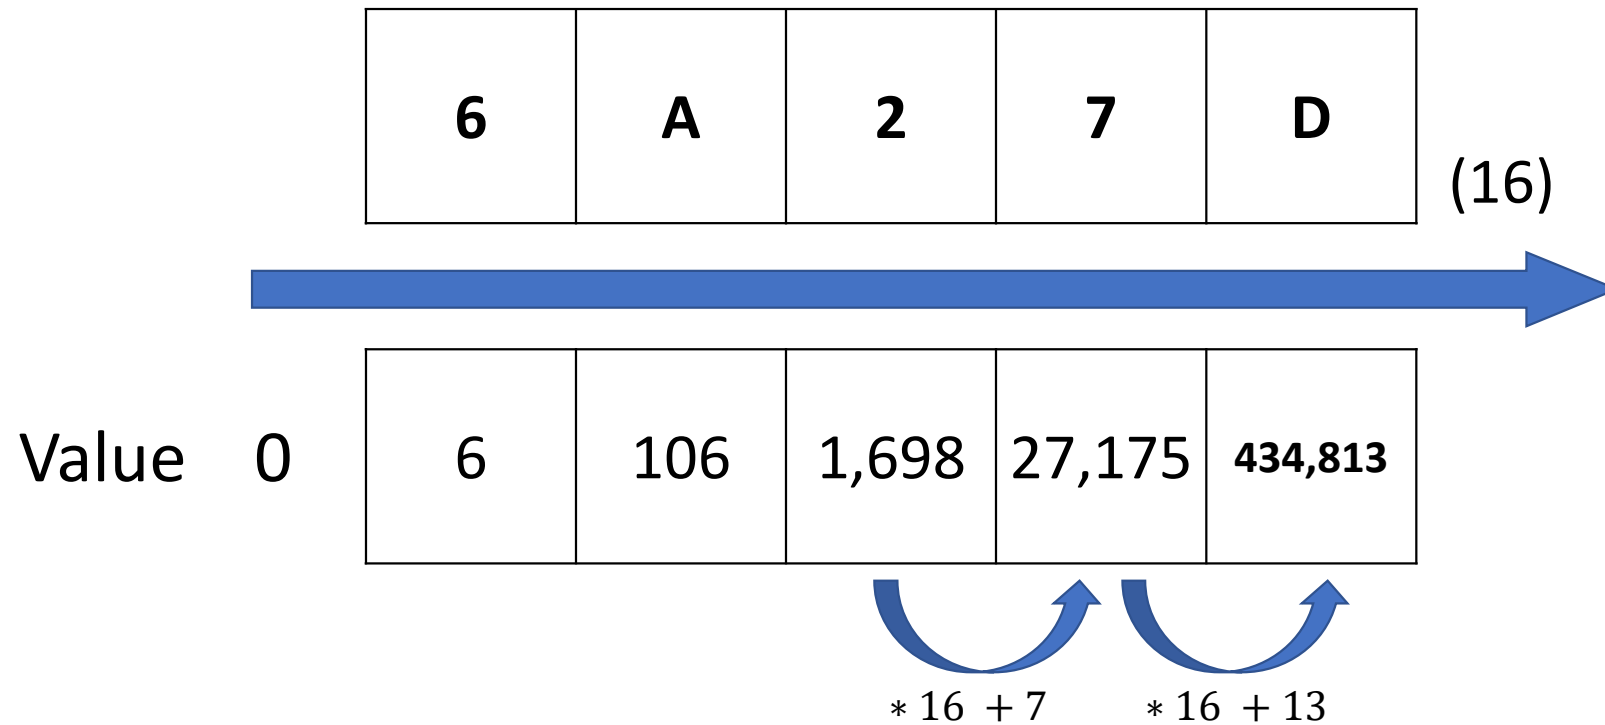 6 A 2 7 D
(16)
Value 0 6 106 1,698 27,175 434,813
∗ 16 + 7 ∗ 16 + 13